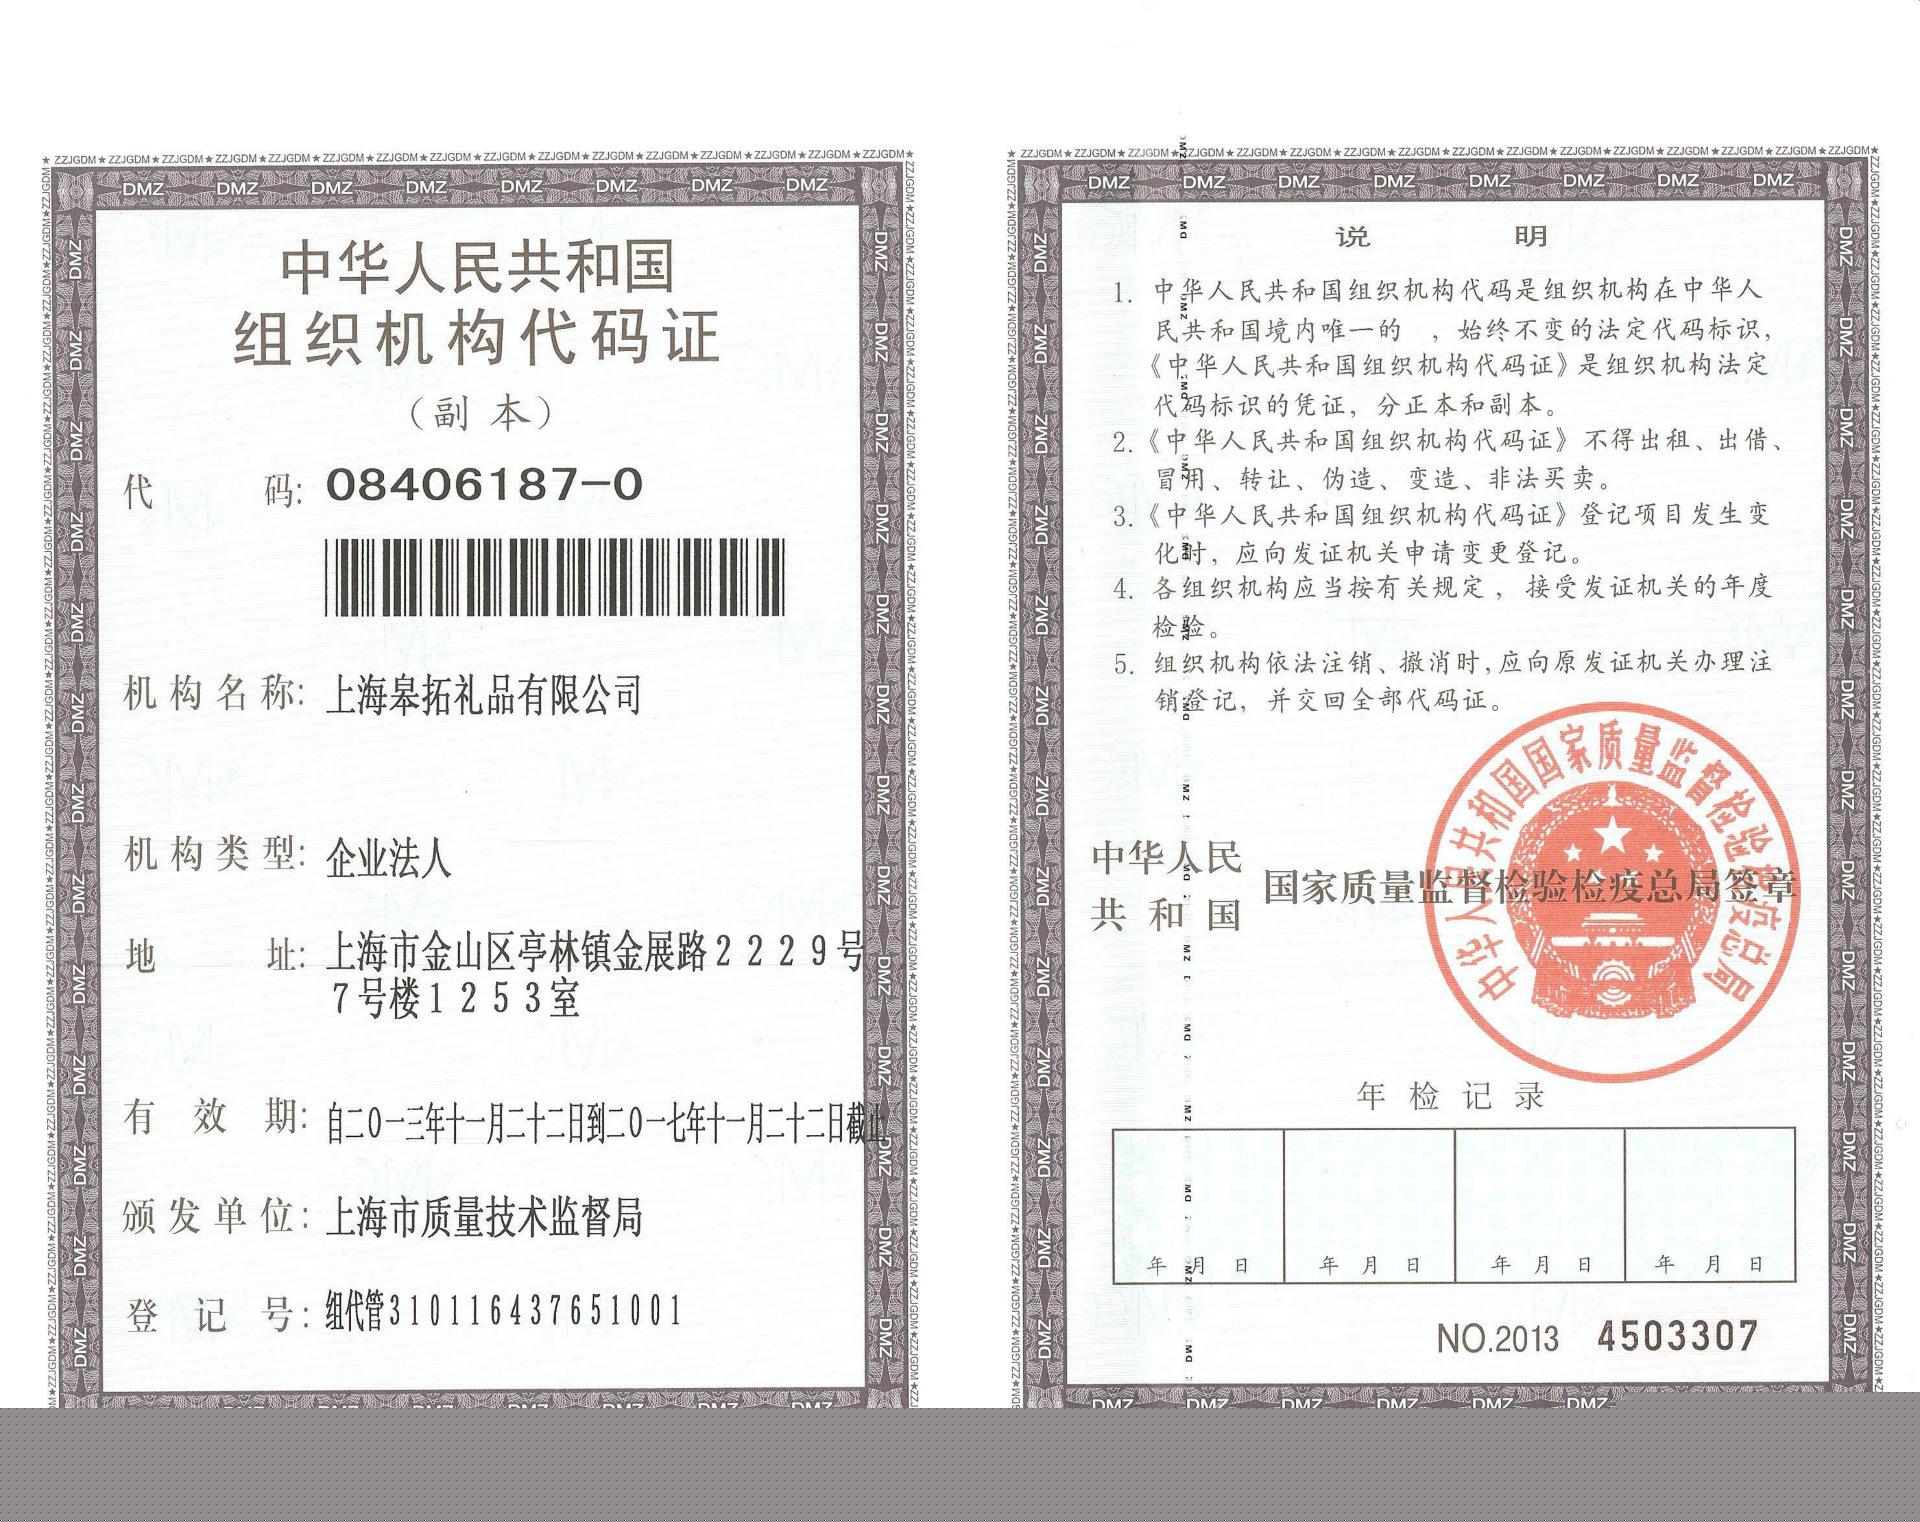 中华人民共和国
组织机构代码证
（副本）
代码: 08406187-0
机构名称: 上海皋拓礼品有限公司
机构类型: 企业法人
地址: 上海市金山区亭林镇金展路2229号
7号楼1253室
有效期: 自二0一三年十一月二十二日到二0一七年十一月二十二日截止
颁发单位: 上海市质量技术监督局
登记号: 组代管310116437651001
说明
1. 中华人民共和国组织机构代码是组织机构在中华人
民共和国境内唯一的 ，始终不变的法定代码标识，
《中华人民共和国组织机构代码证》是组织机构法定
代码标识的凭证，分正本和副本。
2.《中华人民共和国组织机构代码证》不得出租、出借、
冒用、转让、伪造、变造、非法买卖。
3.《中华人民共和国组织机构代码证》登记项目发生变
化时，应向发证机关申请变更登记。
4. 各组织机构应当按有关规定，接受发证机关的年度
检验。
5. 组织机构依法注销、撤消时,应向原发证机关办理注
销登记，并交回全部代码证。
中华人民
共和国
国家质量监督检验检疫总局签章
中华人民共和国国家质量监督检验检疫总局
年检记录
年 月 日 年 月 日 年 月 日 年 月 日
NO.2013 4503307